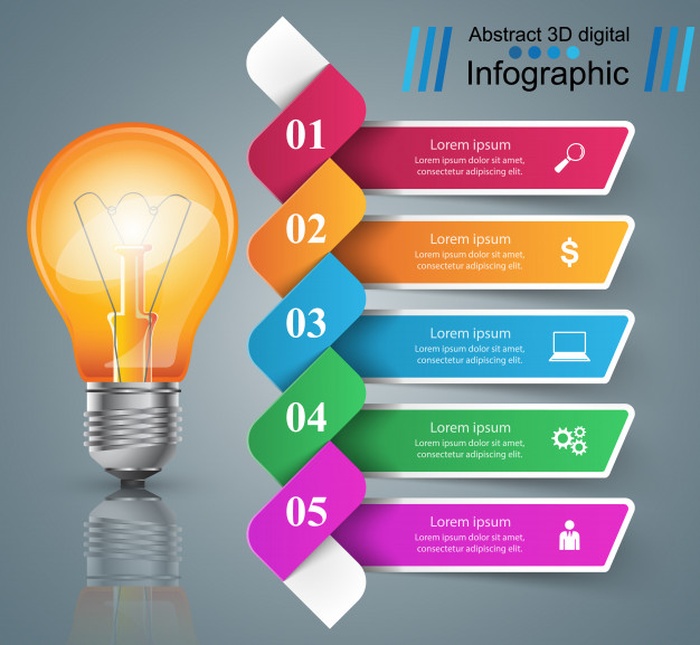 Abstract 3D digital
Infographic
01
Lorem ipsum
Lorem ipsum dolor sit amet,
consectetur adipiscing elit.
02
Lorem ipsum
Lorem ipsum dolor sit amet,
consectetur adipiscing elit.
03
Lorem ipsum
Lorem ipsum dolor sit amet,
consectetur adipiscing elit.
04
Lorem ipsum
Lorem ipsum dolor sit amet,
consectetur adipiscing elit.
05
Lorem ipsum
Lorem ipsum dolor sit amet,
consectetur adipiscing elit.